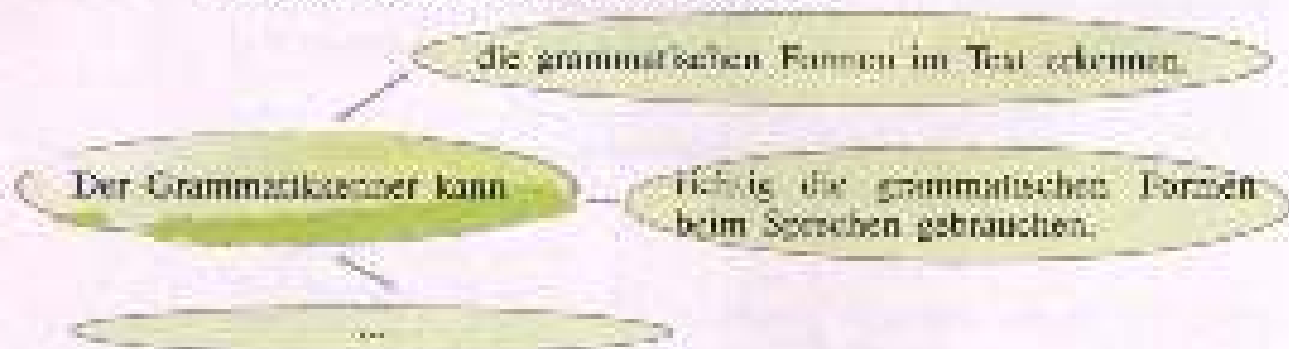 die grammatischen Formen im Text erkennen.
Der Grammatikkenner kann
richtig die grammatischen Formen
beim Sprechen gebrauchen.
...